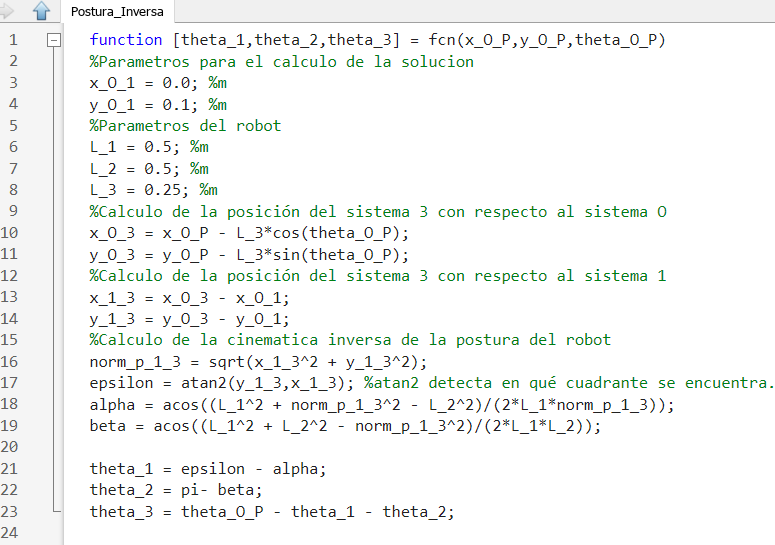 Postura_Inversa
1 function [theta_1,theta_2,theta_3] = fcn(x_O_P,y_O_P,theta_O_P)
2 %Parametros para el calculo de la solucion
3 x_O_1 = 0.0; %m
4 y_O_1 = 0.1; %m
5 %Parametros del robot
6 L_1 = 0.5; %m
7 L_2 = 0.5; %m
8 L_3 = 0.25; %m
9 %Calculo de la posición del sistema 3 con respecto al sistema O
10 x_O_3 = x_O_P - L_3*cos(theta_O_P);
11 y_O_3 = y_O_P - L_3*sin(theta_O_P);
12 %Calculo de la posición del sistema 3 con respecto al sistema 1
13 x_1_3 = x_O_3 - x_O_1;
14 y_1_3 = y_O_3 - y_O_1;
15 %Calculo de la cinematica inversa de la postura del robot
16 norm_p_1_3 = sqrt(x_1_3^2 + y_1_3^2);
17 epsilon = atan2(y_1_3,x_1_3); %atan2 detecta en qué cuadrante se encuentra.
18 alpha = acos((L_1^2 + norm_p_1_3^2 - L_2^2)/(2*L_1*norm_p_1_3));
19 beta = acos((L_1^2 + L_2^2 - norm_p_1_3^2)/(2*L_1*L_2));
20
21 theta_1 = epsilon - alpha;
22 theta_2 = pi- beta;
23 theta_3 = theta_O_P - theta_1 - theta_2;
24